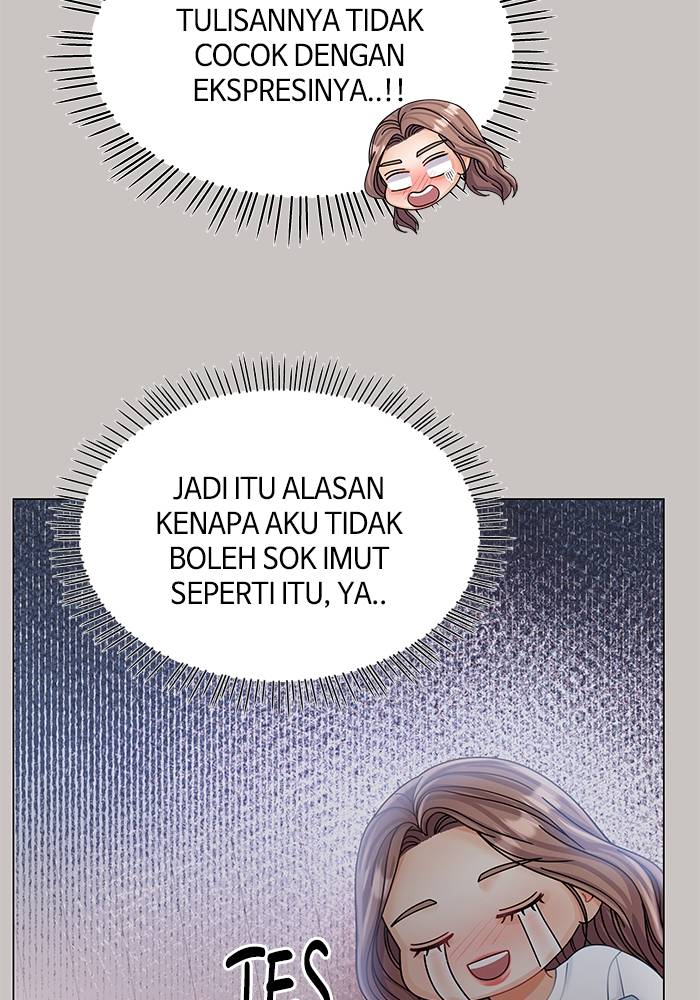 TULISANNYA TIDAK
COCOK DENGAN
EKSPRESINYA..!!
JADI ITU ALASAN
KENAPA AKU TIDAK
BOLEH SOK IMUT
SEPERTI ITU, YA..
TES